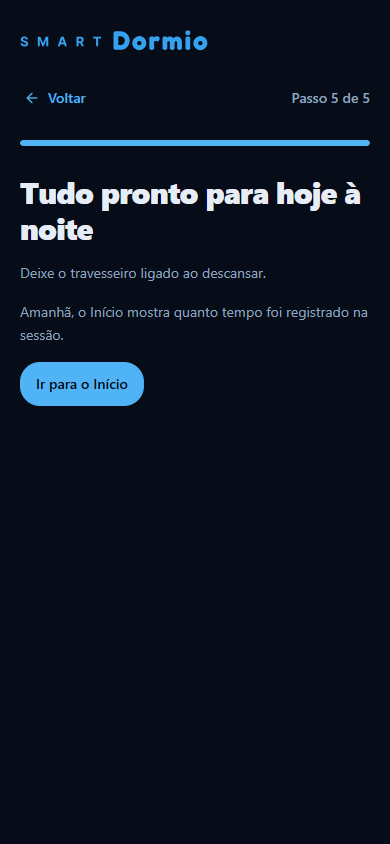 SMART Dormio
← Voltar
Passo 5 de 5
Tudo pronto para hoje à
noite
Deixe o travesseiro ligado ao descansar.
Amanhã, o Início mostra quanto tempo foi registrado na
sessão.
Ir para o Início